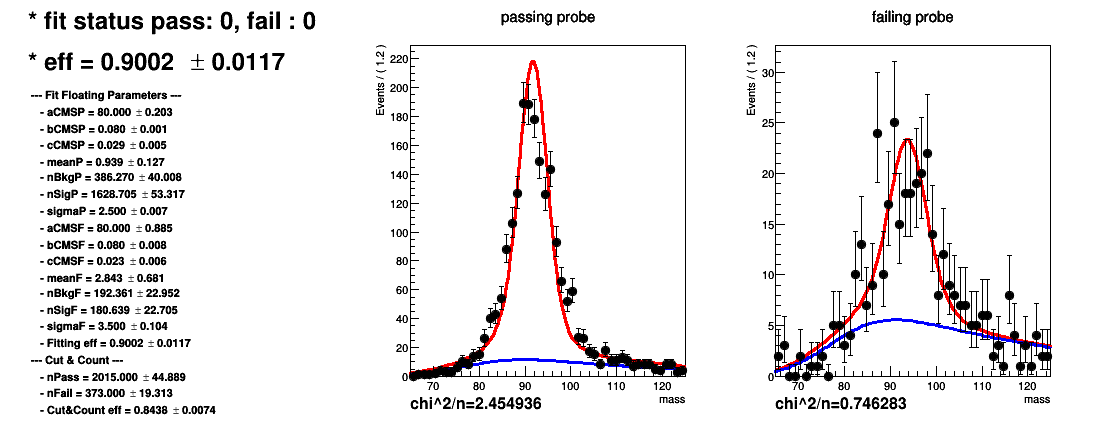 * fit status pass: 0, fail : 0
* eff = 0.9002 ± 0.0117
--- Fit Floating Parameters ---
- aCMSP = 80.000 ± 0.203
- bCMSP = 0.080 ± 0.001
- cCMSP = 0.029 ± 0.005
- meanP = 0.939 ± 0.127
- nBkgP = 386.270 ± 40.008
- nSigP = 1628.705 ± 53.317
- sigmaP = 2.500 ± 0.007
- aCMSF = 80.000 ± 0.885
- bCMSF = 0.080 ± 0.008
- cCMSF = 0.023 ± 0.006
- meanF = 2.843 ± 0.681
- nBkgF = 192.361 ± 22.952
- nSigF = 180.639 ± 22.705
- sigmaF = 3.500 ± 0.104
- Fitting eff = 0.9002 ± 0.0117
--- Cut & Count ---
- nPass = 2015.000 ± 44.889
- nFail = 373.000 ± 19.313
- Cut&Count eff = 0.8438 ± 0.0074
passing probe
Events / ( 1.2 )
220
200
180
160
140
120
100
80
60
40
20
0
70 80 90 100 110 120
mass
chi^2/n=2.454936
failing probe
Events / ( 1.2 )
30
25
20
15
10
5
0
70 80 90 100 110 120
mass
chi^2/n=0.746283